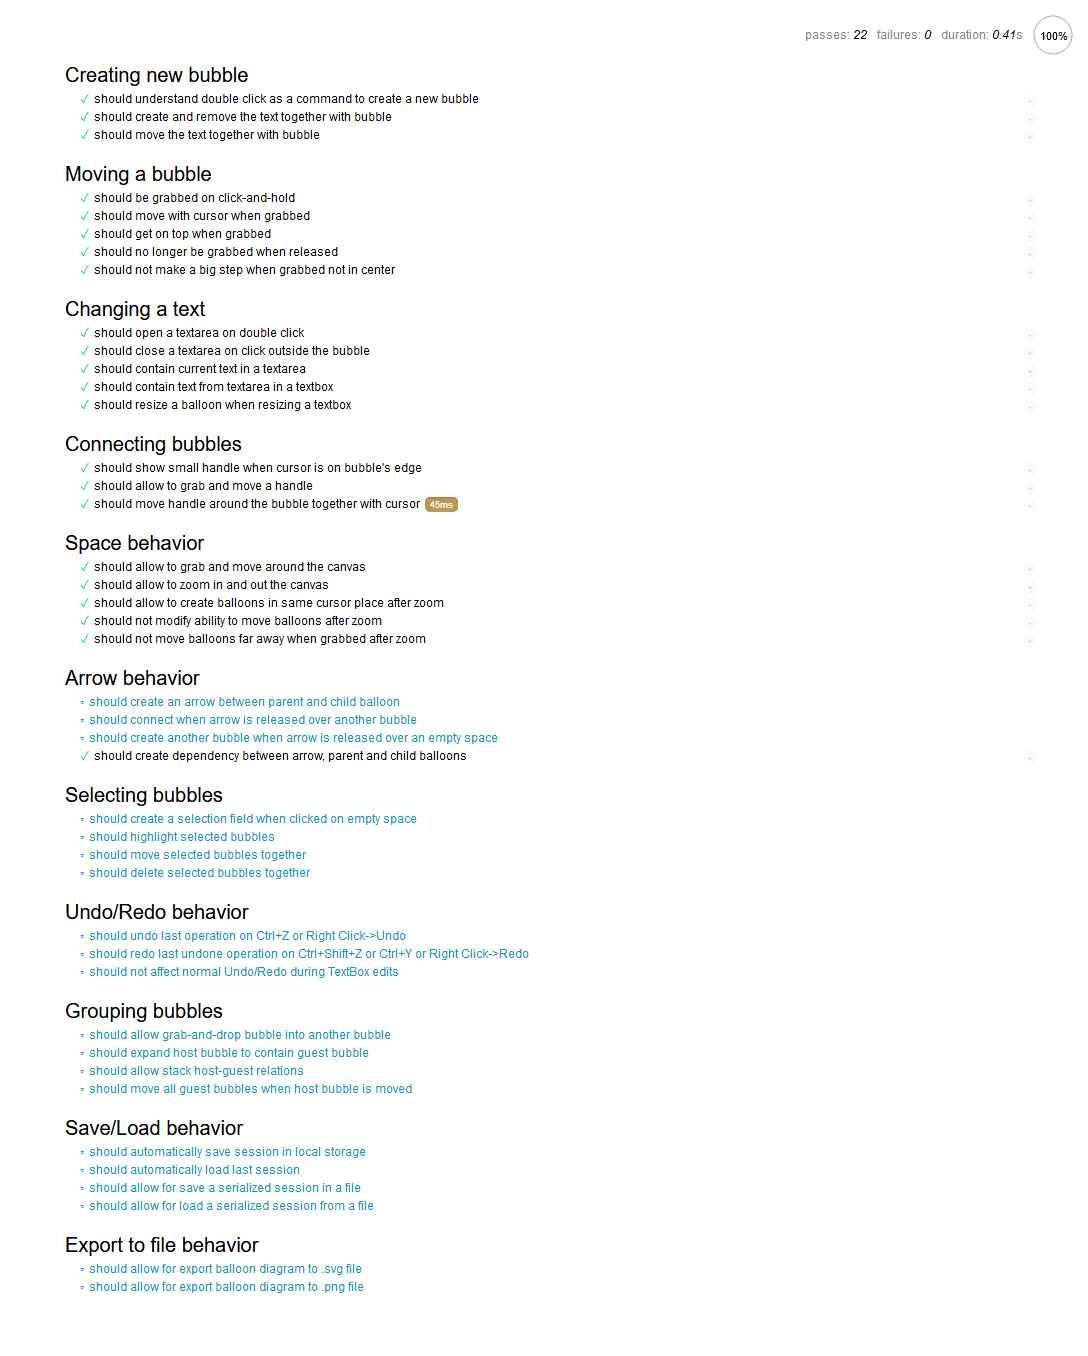 passes: 22 failures: 0 duration: 0.41s 100%
Creating new bubble
✓ should understand double click as a command to create a new bubble
✓ should create and remove the text together with bubble
✓ should move the text together with bubble
Moving a bubble
✓ should be grabbed on click-and-hold
✓ should move with cursor when grabbed
✓ should get on top when grabbed
✓ should no longer be grabbed when released
✓ should not make a big step when grabbed not in center
Changing a text
✓ should open a textarea on double click
✓ should close a textarea on click outside the bubble
✓ should contain current text in a textarea
✓ should contain text from textarea in a textbox
✓ should resize a balloon when resizing a textbox
Connecting bubbles
✓ should show small handle when cursor is on bubble's edge
✓ should allow to grab and move a handle
✓ should move handle around the bubble together with cursor 45ms
Space behavior
✓ should allow to grab and move around the canvas
✓ should allow to zoom in and out the canvas
✓ should allow to create balloons in same cursor place after zoom
✓ should not modify ability to move balloons after zoom
✓ should not move balloons far away when grabbed after zoom
Arrow behavior
should create an arrow between parent and child balloon
should connect when arrow is released over another bubble
should create another bubble when arrow is released over an empty space
✓ should create dependency between arrow, parent and child balloons
Selecting bubbles
should create a selection field when clicked on empty space
should highlight selected bubbles
should move selected bubbles together
should delete selected bubbles together
Undo/Redo behavior
should undo last operation on Ctrl+Z or Right Click->Undo
should redo last undone operation on Ctrl+Shift+Z or Ctrl+Y or Right Click->Redo
should not affect normal Undo/Redo during TextBox edits
Grouping bubbles
should allow grab-and-drop bubble into another bubble
should expand host bubble to contain guest bubble
should allow stack host-guest relations
should move all guest bubbles when host bubble is moved
Save/Load behavior
should automatically save session in local storage
should automatically load last session
should allow for save a serialized session in a file
should allow for load a serialized session from a file
Export to file behavior
should allow for export balloon diagram to .svg file
should allow for export balloon diagram to .png file